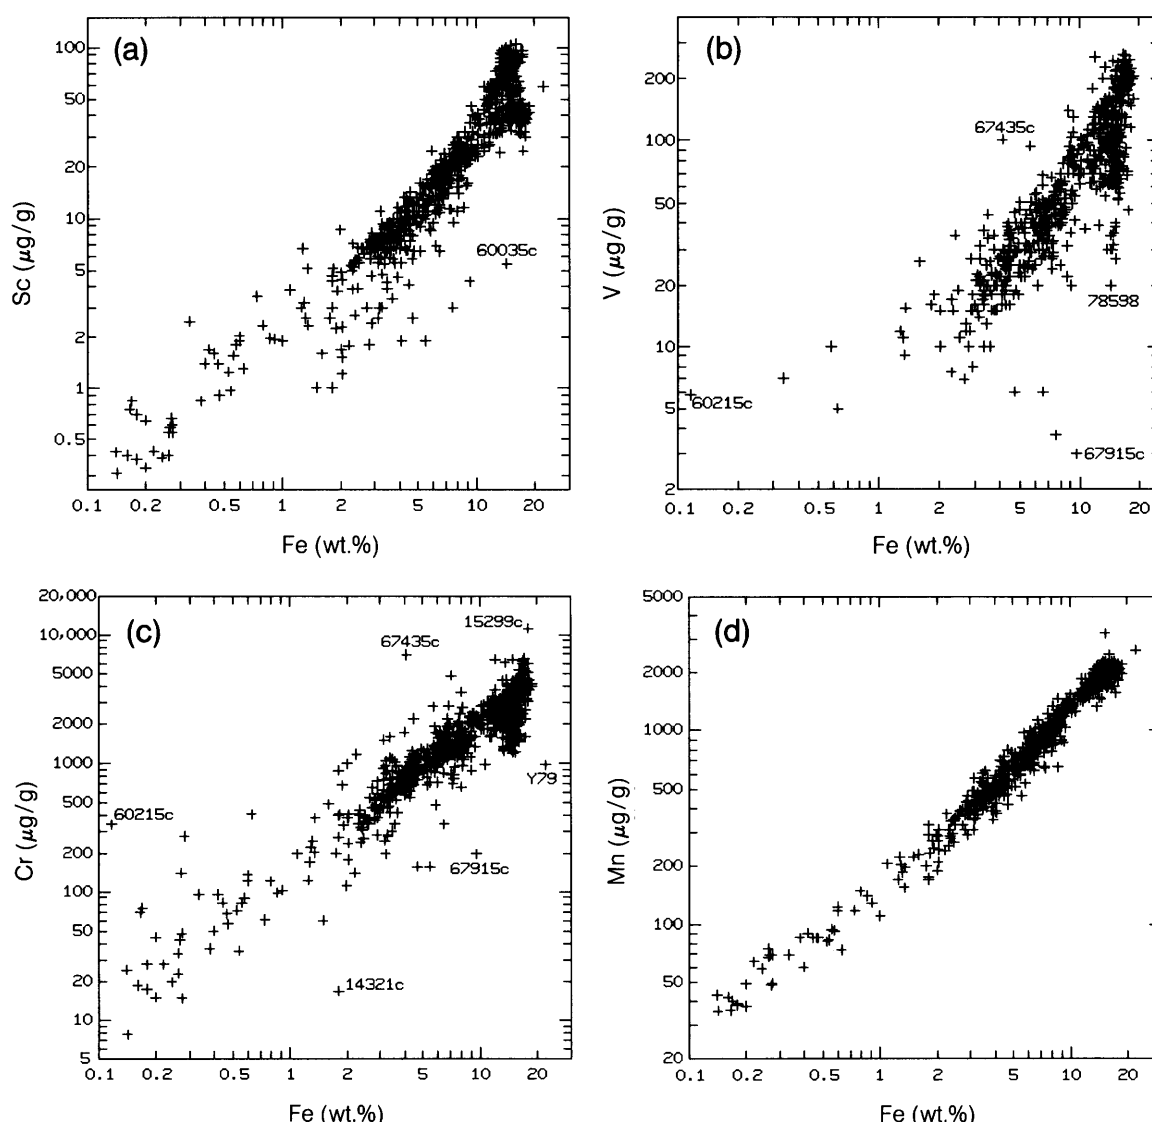 (a)
Sc (μg/g)
100
50
20
10
5
2
1
0.5
60035c
0.1 0.2 0.5 1 2 5 10 20
Fe (wt.%)
(b)
V (μg/g)
200
100
50
20
10
5
2
67435c
78598
60215c
67915c
0.1 0.2 0.5 1 2 5 10 20
Fe (wt.%)
(c)
Cr (μg/g)
20,000
10,000
5000
2000
1000
500
200
100
50
20
10
5
15299c
67435c
Y79
60215c
67915c
14321c
0.1 0.2 0.5 1 2 5 10 20
Fe (wt.%)
(d)
Mn (μg/g)
5000
2000
1000
500
200
100
50
20
0.1 0.2 0.5 1 2 5 10 20
Fe (wt.%)